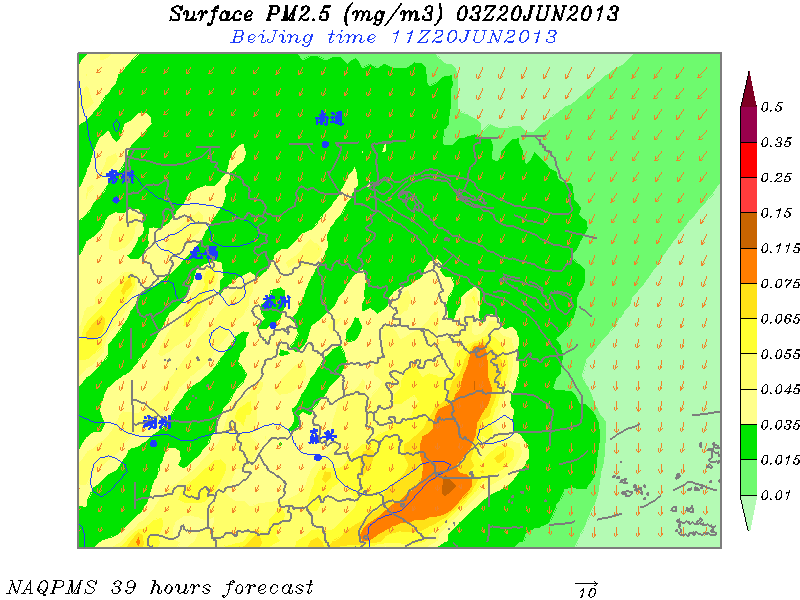 Surface PM2.5 (mg/m3) 03Z20JUN2013
BeiJing time 11Z20JUN2013
南通
常州
无锡
苏州
湖州
嘉兴
0.5
0.35
0.25
0.15
0.115
0.075
0.065
0.055
0.045
0.035
0.015
0.01
NAQPMS 39 hours forecast
10